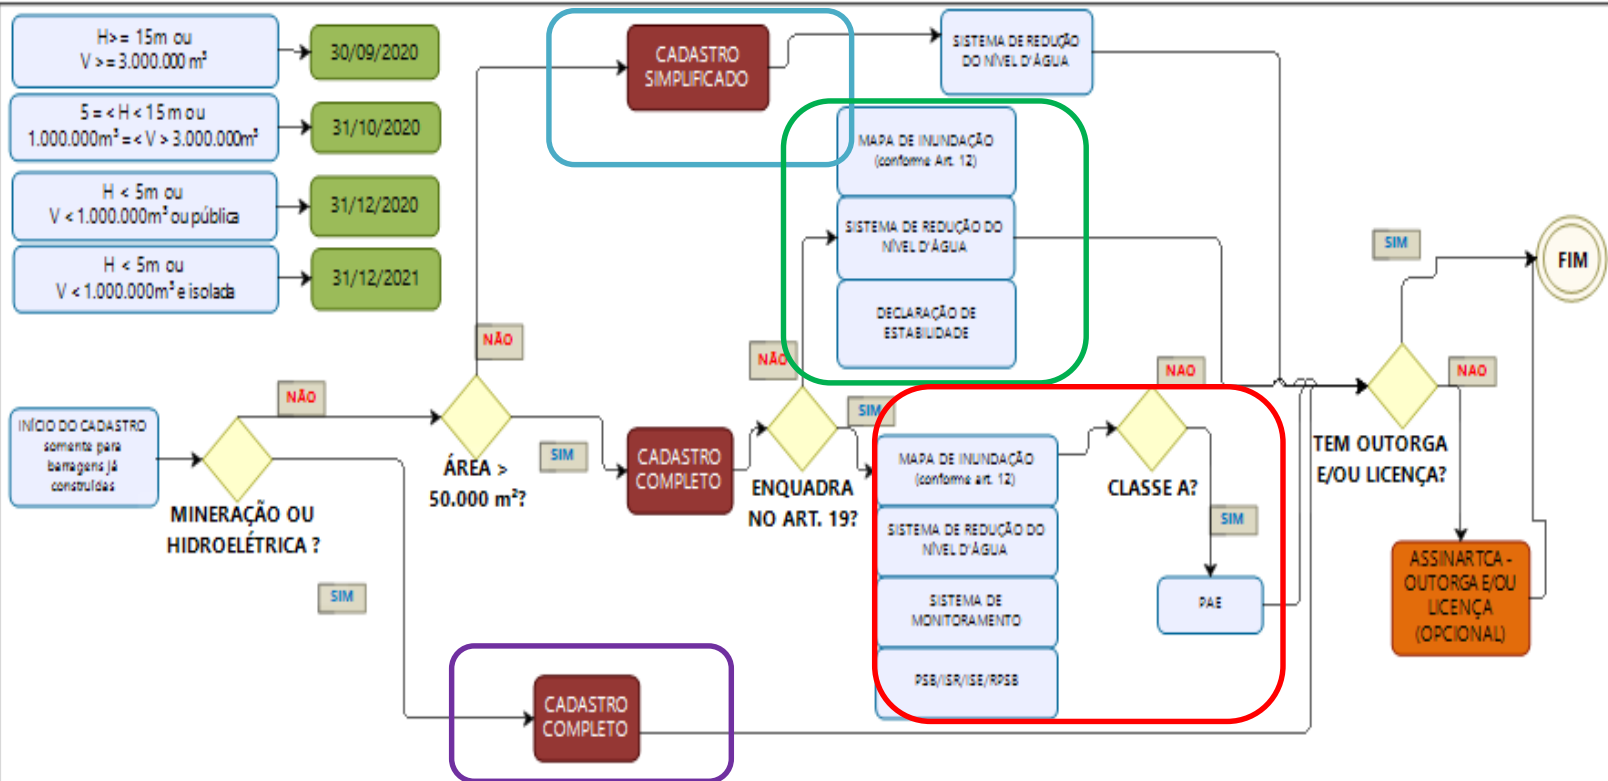 H> = 15m ou
V > = 3.000.000 m³
30/09/2020
5 = < H < 15 m ou
1.000.000m³ = < V > 3.000.000m³
31/10/2020
H < 5m ou
V < 1.000.000m³ ou pública
31/12/2020
H < 5m ou
V < 1.000.000m³ e isolada
31/12/2021
CADASTRO
SIMPLIFICADO
SISTEMA DE REDUÇÃO
DO NÍVEL D'ÁGUA
MAPA DE INUNDAÇÃO
(conforme Art. 12)
SISTEMA DE REDUÇÃO DO
NÍVEL D'ÁGUA
DECLARAÇÃO DE
ESTABILIDADE
SIM
FIM
NÃO
NÃO
NÃO
NAO
NAO
INÍCIO DO CADASTRO
somente para
barragens já
construídas
MINERAÇÃO OU
HIDROELÉTRICA ?
SIM
ÁREA >
50.000 m²?
SIM
CADASTRO
COMPLETO
ENQUADRA
NO ART. 19?
SIM
MAPA DE INUNDAÇÃO
(conforme art. 12)
SISTEMA DE REDUÇÃO DO
NÍVEL D'ÁGUA
SISTEMA DE
MONITORAMENTO
PSB/ISR/ISE/RPSB
CLASSE A?
SIM
PAE
TEM OUTORGA
E/OU LICENÇA?
ASSINARTCA -
OUTORGA E/OU
LICENÇA
(OPCIONAL)
CADASTRO
COMPLETO